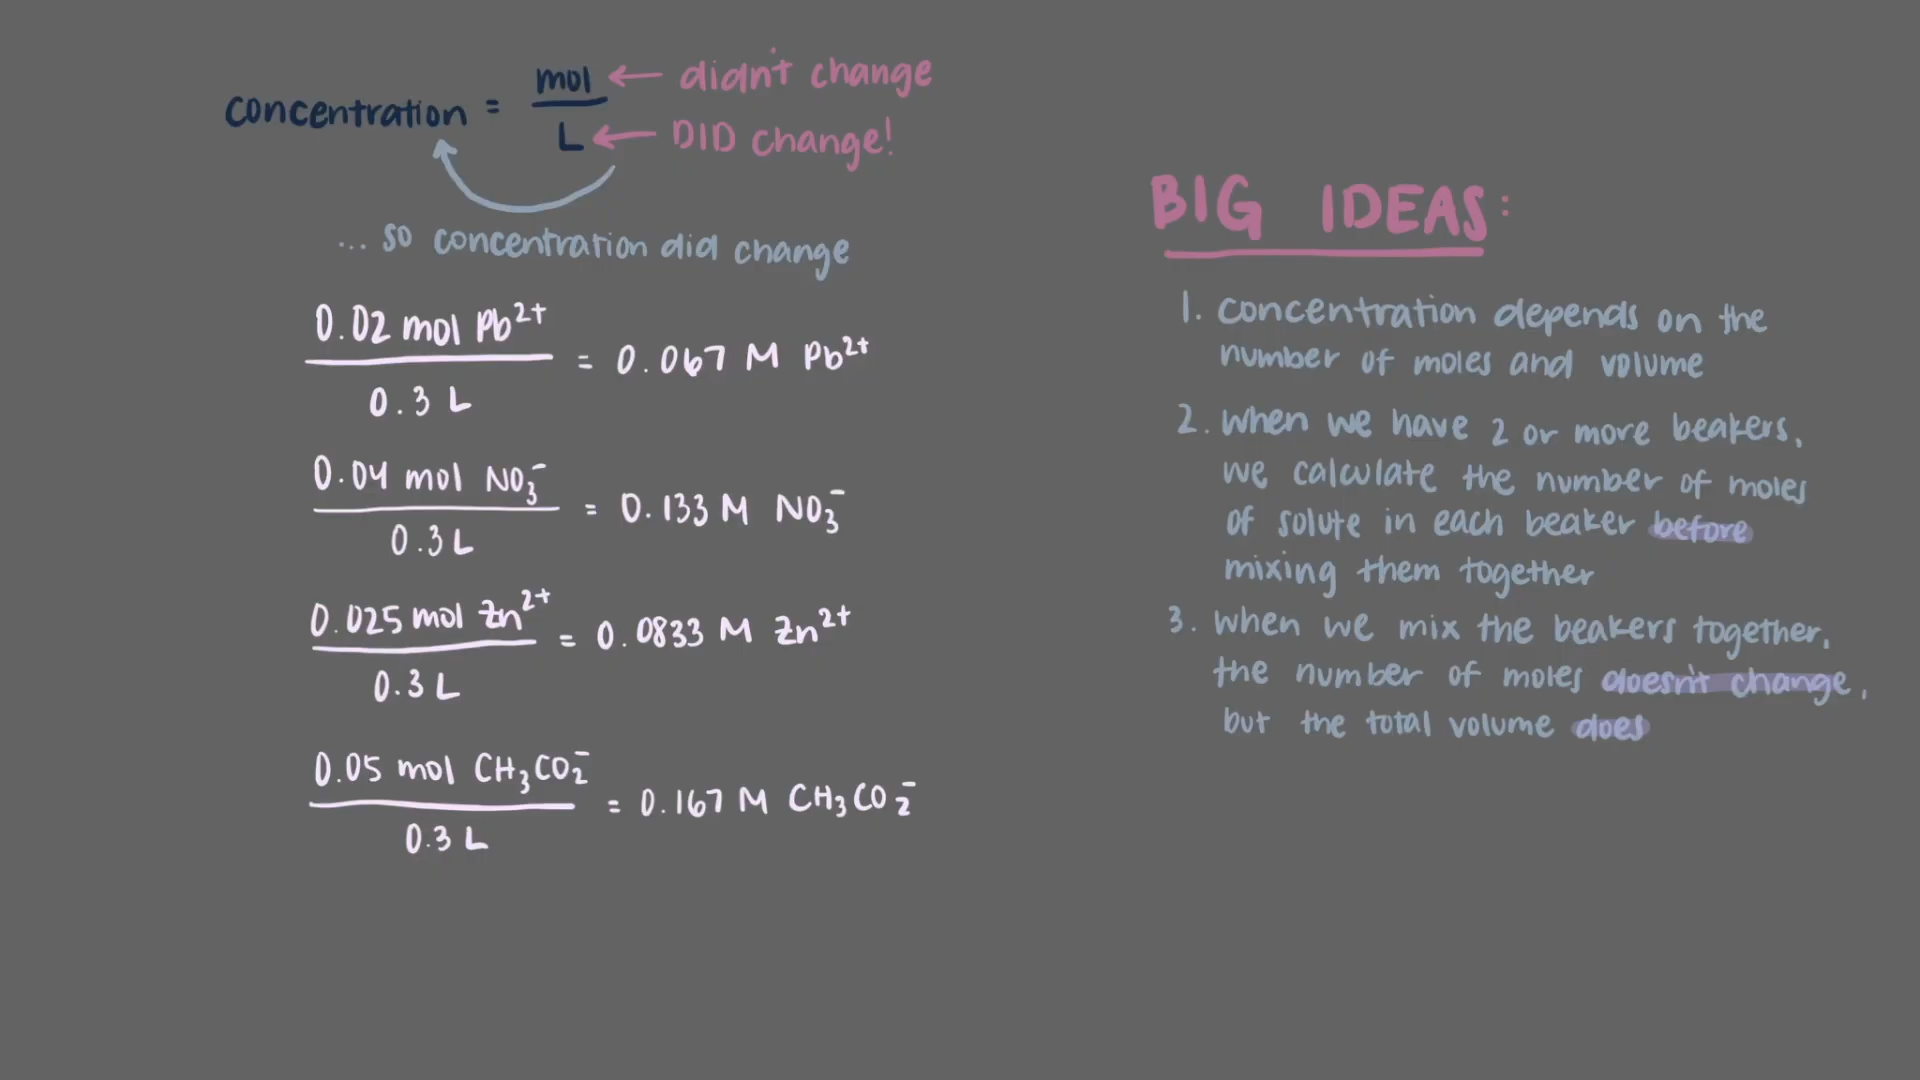 concentration = mol / L
mol ← didn't change
L ← DID change!
... so concentration did change
0.02 mol Pb²⁺ / 0.3 L = 0.067 M Pb²⁺
0.04 mol NO₃⁻ / 0.3 L = 0.133 M NO₃⁻
0.025 mol Zn²⁺ / 0.3 L = 0.0833 M Zn²⁺
0.05 mol CH₃CO₂⁻ / 0.3 L = 0.167 M CH₃CO₂⁻
BIG IDEAS:
1. concentration depends on the
number of moles and volume
2. when we have 2 or more beakers,
we calculate the number of moles
of solute in each beaker before
mixing them together
3. when we mix the beakers together,
the number of moles doesn't change,
but the total volume does